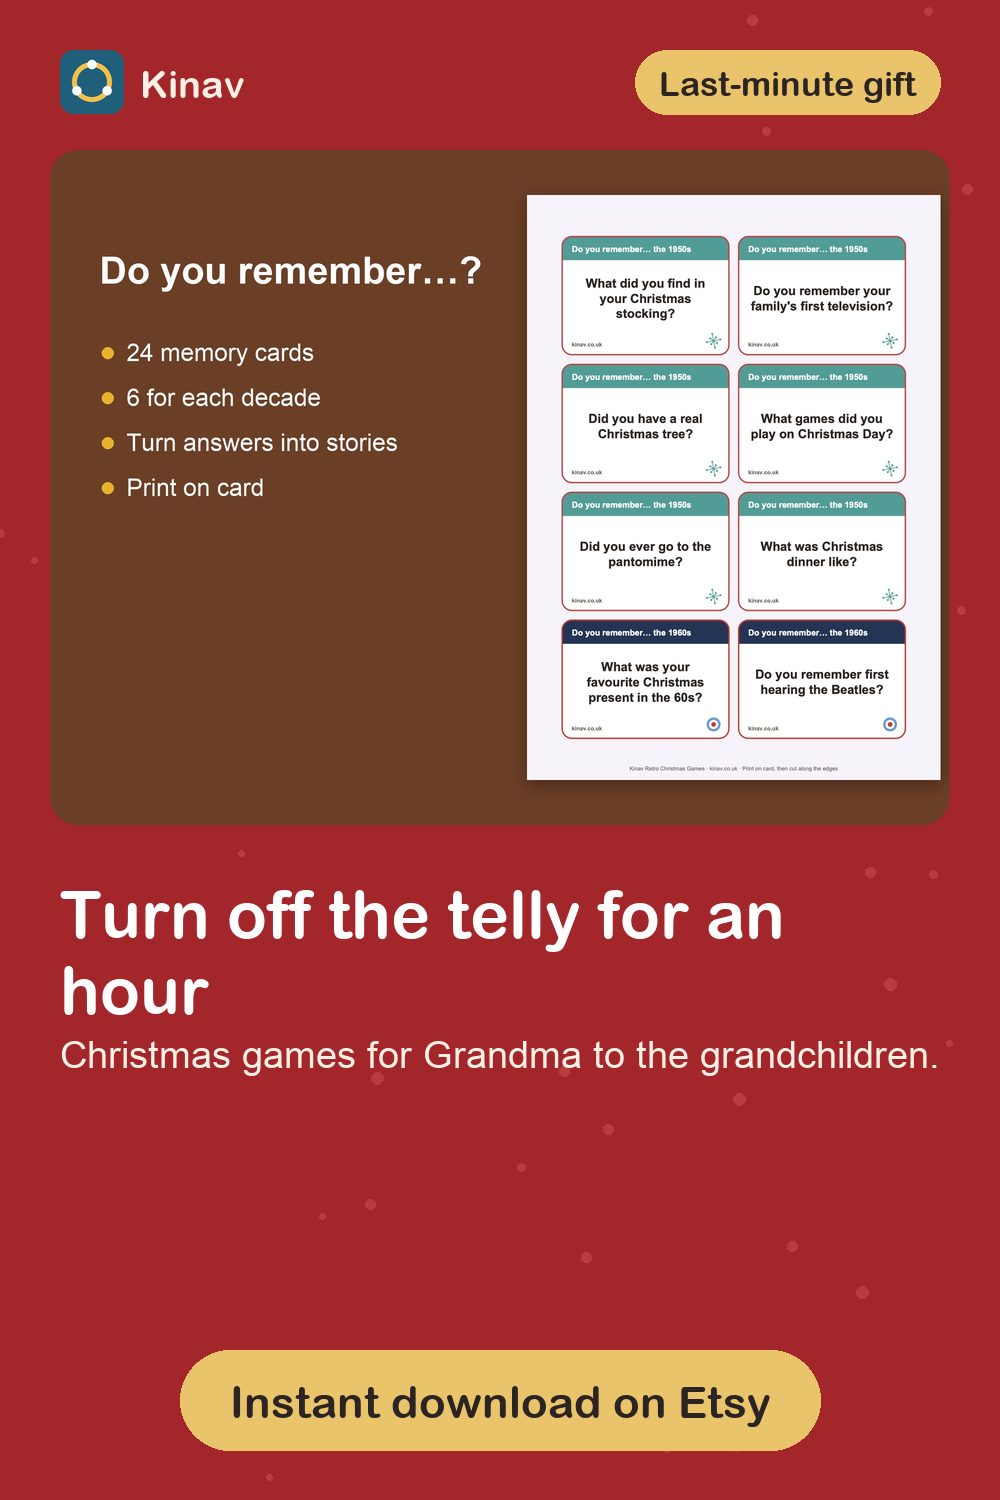 Kinav
Last-minute gift
Do you remember...?
24 memory cards
6 for each decade
Turn answers into stories
Print on card
Do you remember... the 1950s
What did you find in
your Christmas
stocking?
kinav.co.uk
Do you remember... the 1950s
Do you remember your
family's first television?
kinav.co.uk
Do you remember... the 1950s
Did you have a real
Christmas tree?
kinav.co.uk
Do you remember... the 1950s
What games did you
play on Christmas Day?
kinav.co.uk
Do you remember... the 1950s
Did you ever go to the
pantomime?
kinav.co.uk
Do you remember... the 1950s
What was Christmas
dinner like?
kinav.co.uk
Do you remember... the 1960s
What was your
favourite Christmas
present in the 60s?
kinav.co.uk
Do you remember... the 1960s
Do you remember first
hearing the Beatles?
kinav.co.uk
Kinav Retro Christmas Games · kinav.co.uk · Print on card, then cut along the edges
Turn off the telly for an
hour
Christmas games for Grandma to the grandchildren.
Instant download on Etsy